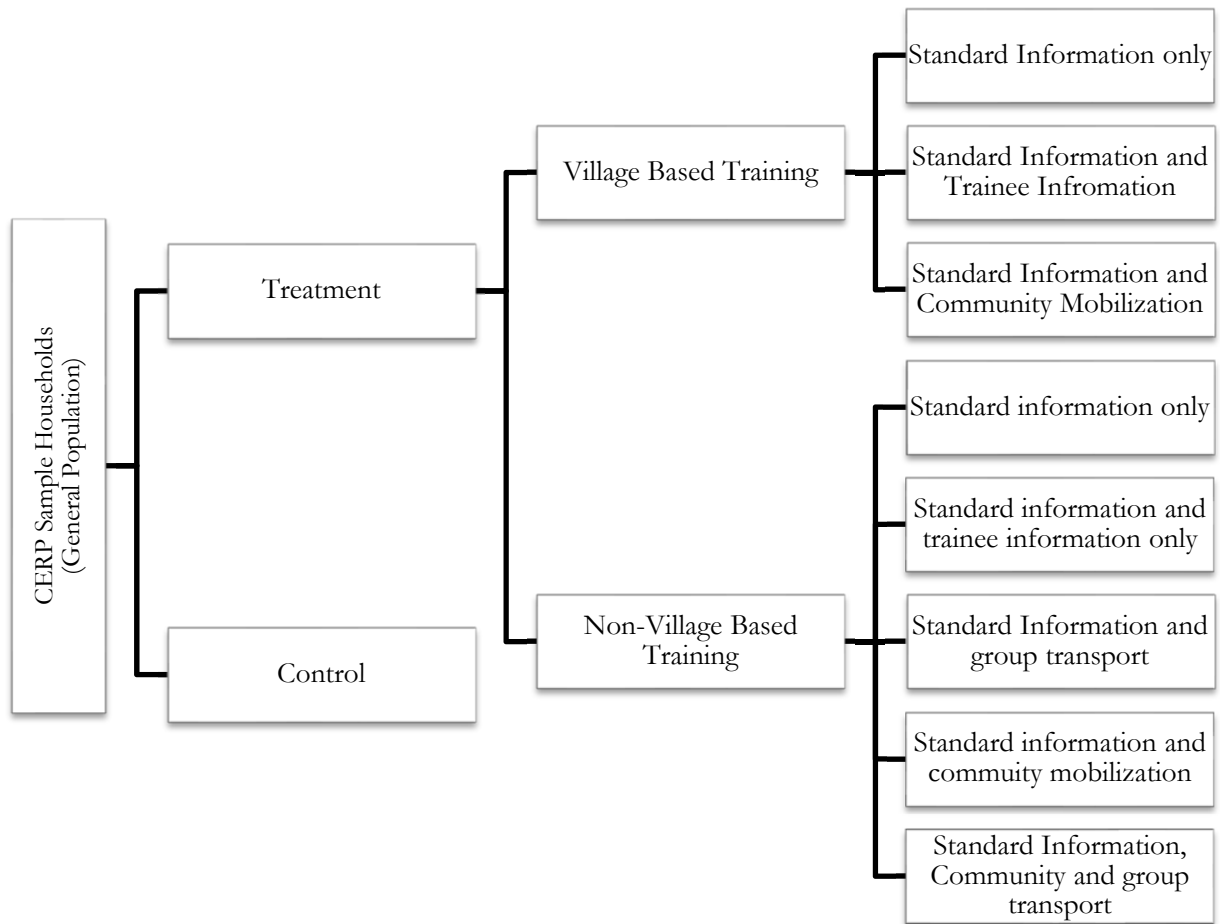 CERP Sample Households
(General Population)
Treatment
Control
Village Based Training
Non-Village Based
Training
Standard Information only
Standard Information and
Trainee Infromation
Standard Information and
Community Mobilization
Standard information only
Standard information and
trainee information only
Standard Information and
group transport
Standard information and
commuity mobilization
Standard Information,
Community and group
transport